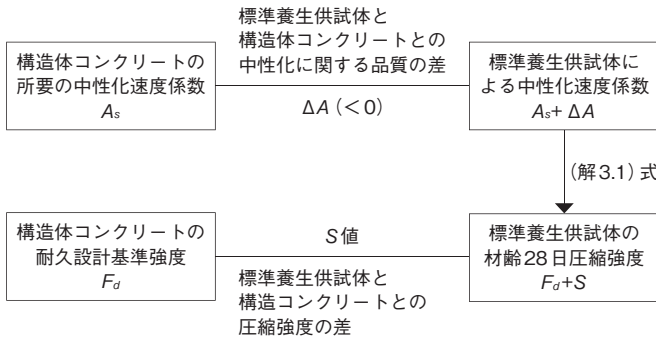 標準養生供試体と
構造体コンクリートとの
中性化に関する品質の差
構造体コンクリートの
所要の中性化速度係数
As
ΔA（＜0）
標準養生供試体に
よる中性化速度係数
As+ ΔA
（解3.1）式
構造体コンクリートの
耐久設計基準強度
Fd
S値
標準養生供試体と
構造コンクリートとの
圧縮強度の差
標準養生供試体の
材齢28日圧縮強度
Fd+S